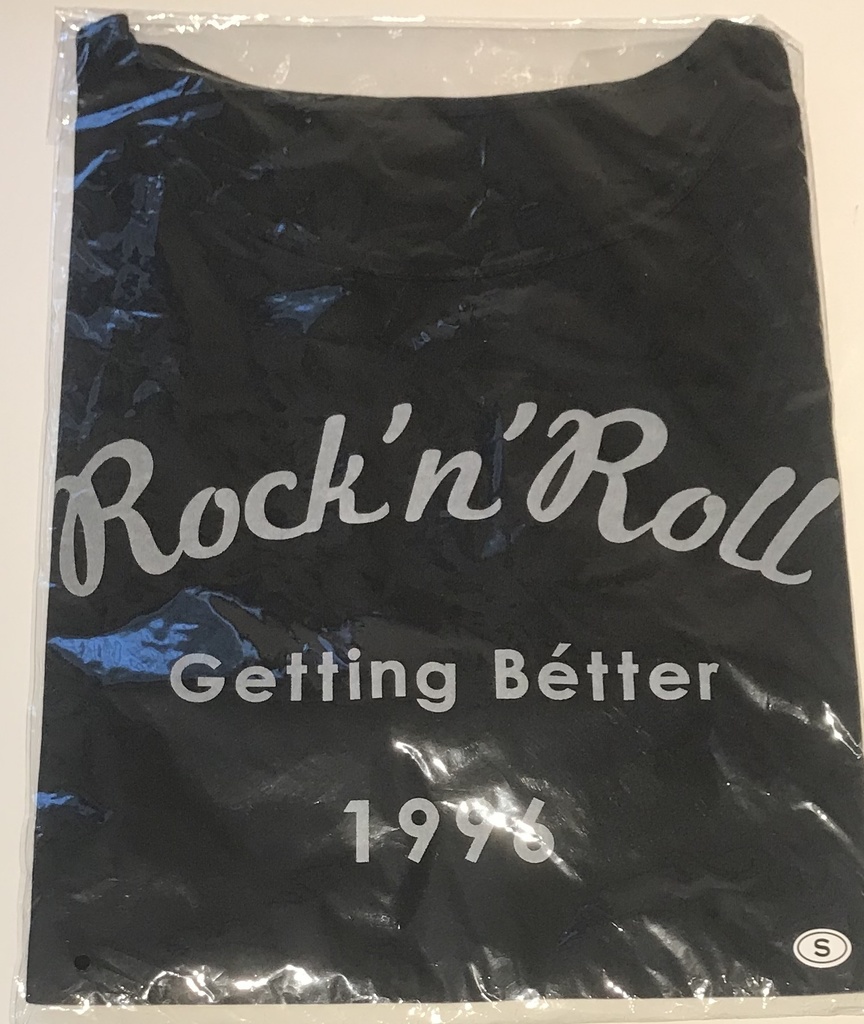 Rock'n'Roll
Getting Bétter
1996
S